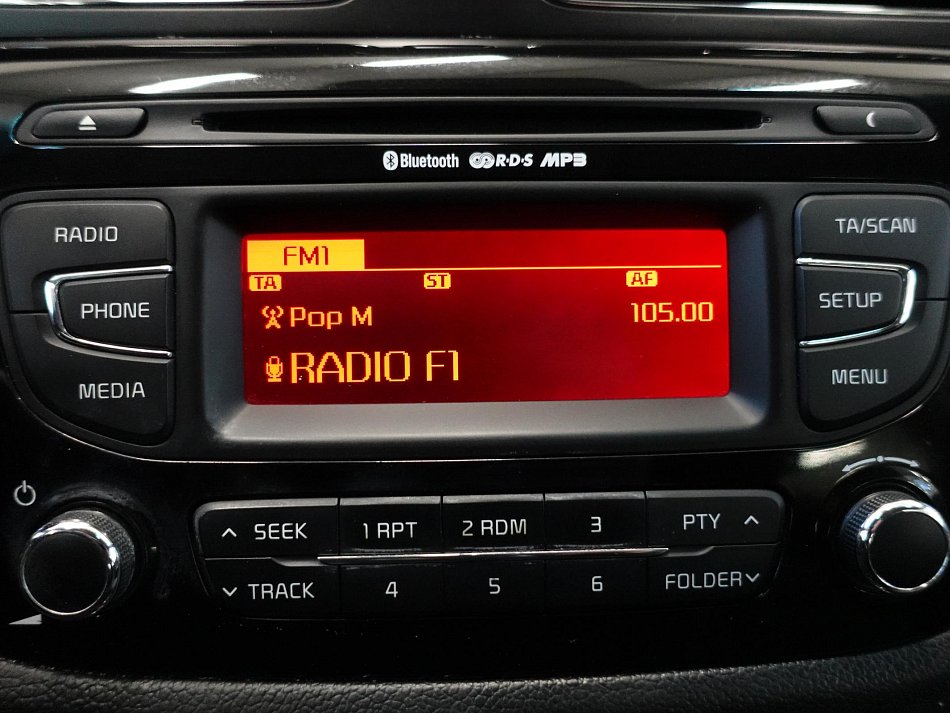 Bluetooth R·D·S MP3
RADIO
PHONE
MEDIA
FM1
TA ST AF
Pop M 105.00
RADIO F1
TA/SCAN
SETUP
MENU
SEEK
TRACK
1 RPT 2 RDM 3
4 5 6
PTY
FOLDER